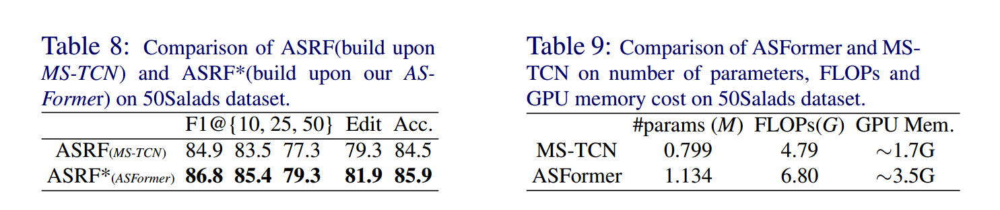 Table 8: Comparison of ASRF(build upon
MS-TCN) and ASRF*(build upon our AS-
Former) on 50Salads dataset.
F1@{10, 25, 50} Edit Acc.
ASRF(MS-TCN) 84.9 83.5 77.3 79.3 84.5
ASRF*(ASFormer) 86.8 85.4 79.3 81.9 85.9
Table 9: Comparison of ASFormer and MS-
TCN on number of parameters, FLOPs and
GPU memory cost on 50Salads dataset.
#params (M) FLOPs(G) GPU Mem.
MS-TCN 0.799 4.79 ∼1.7G
ASFormer 1.134 6.80 ∼3.5G